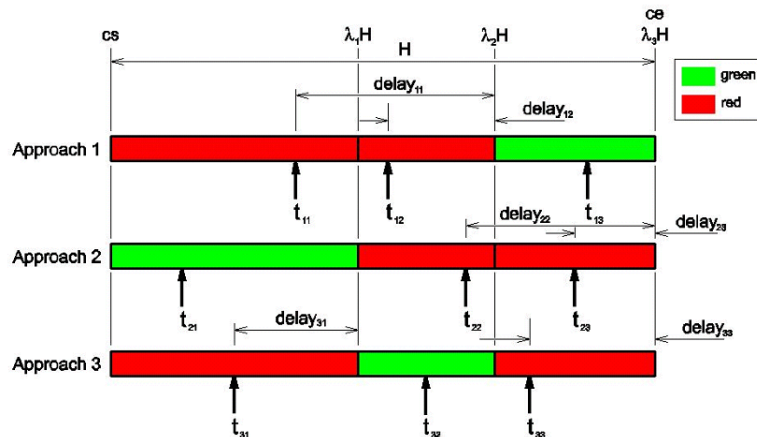 ce
cs λ₁H λ₂H λ₃H
H
green
red
delay₁₁
delay₁₂
Approach 1
t₁₁ t₁₂ t₁₃
delay₂₂
delay₂₃
Approach 2
t₂₁ t₂₂ t₂₃
delay₃₁
delay₃₃
Approach 3
t₃₁ t₃₂ t₃₃